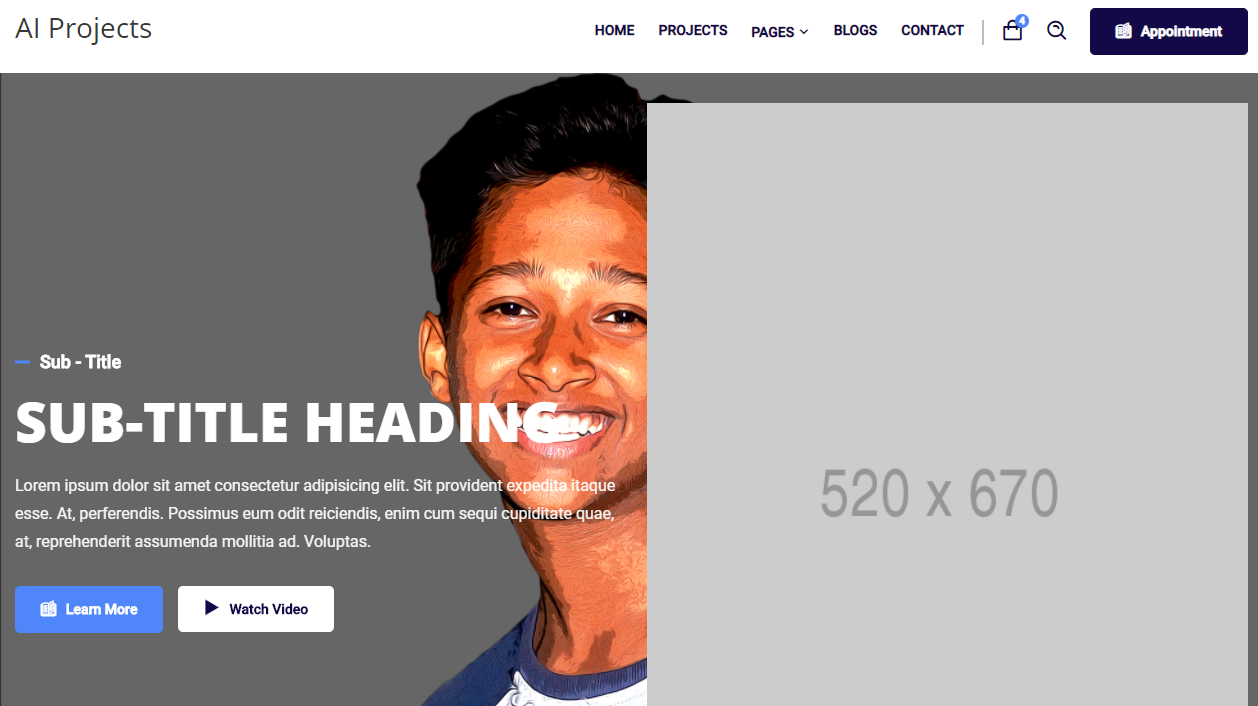 AI Projects
HOME PROJECTS PAGES BLOGS CONTACT 4 Appointment
Sub - Title
SUB-TITLE HEADING
Lorem ipsum dolor sit amet consectetur adipisicing elit. Sit provident expedita itaque
esse. At, perferendis. Possimus eum odit reiciendis, enim cum sequi cupiditate quae,
at, reprehenderit assumenda mollitia ad. Voluptas.
Learn More Watch Video
520 x 670